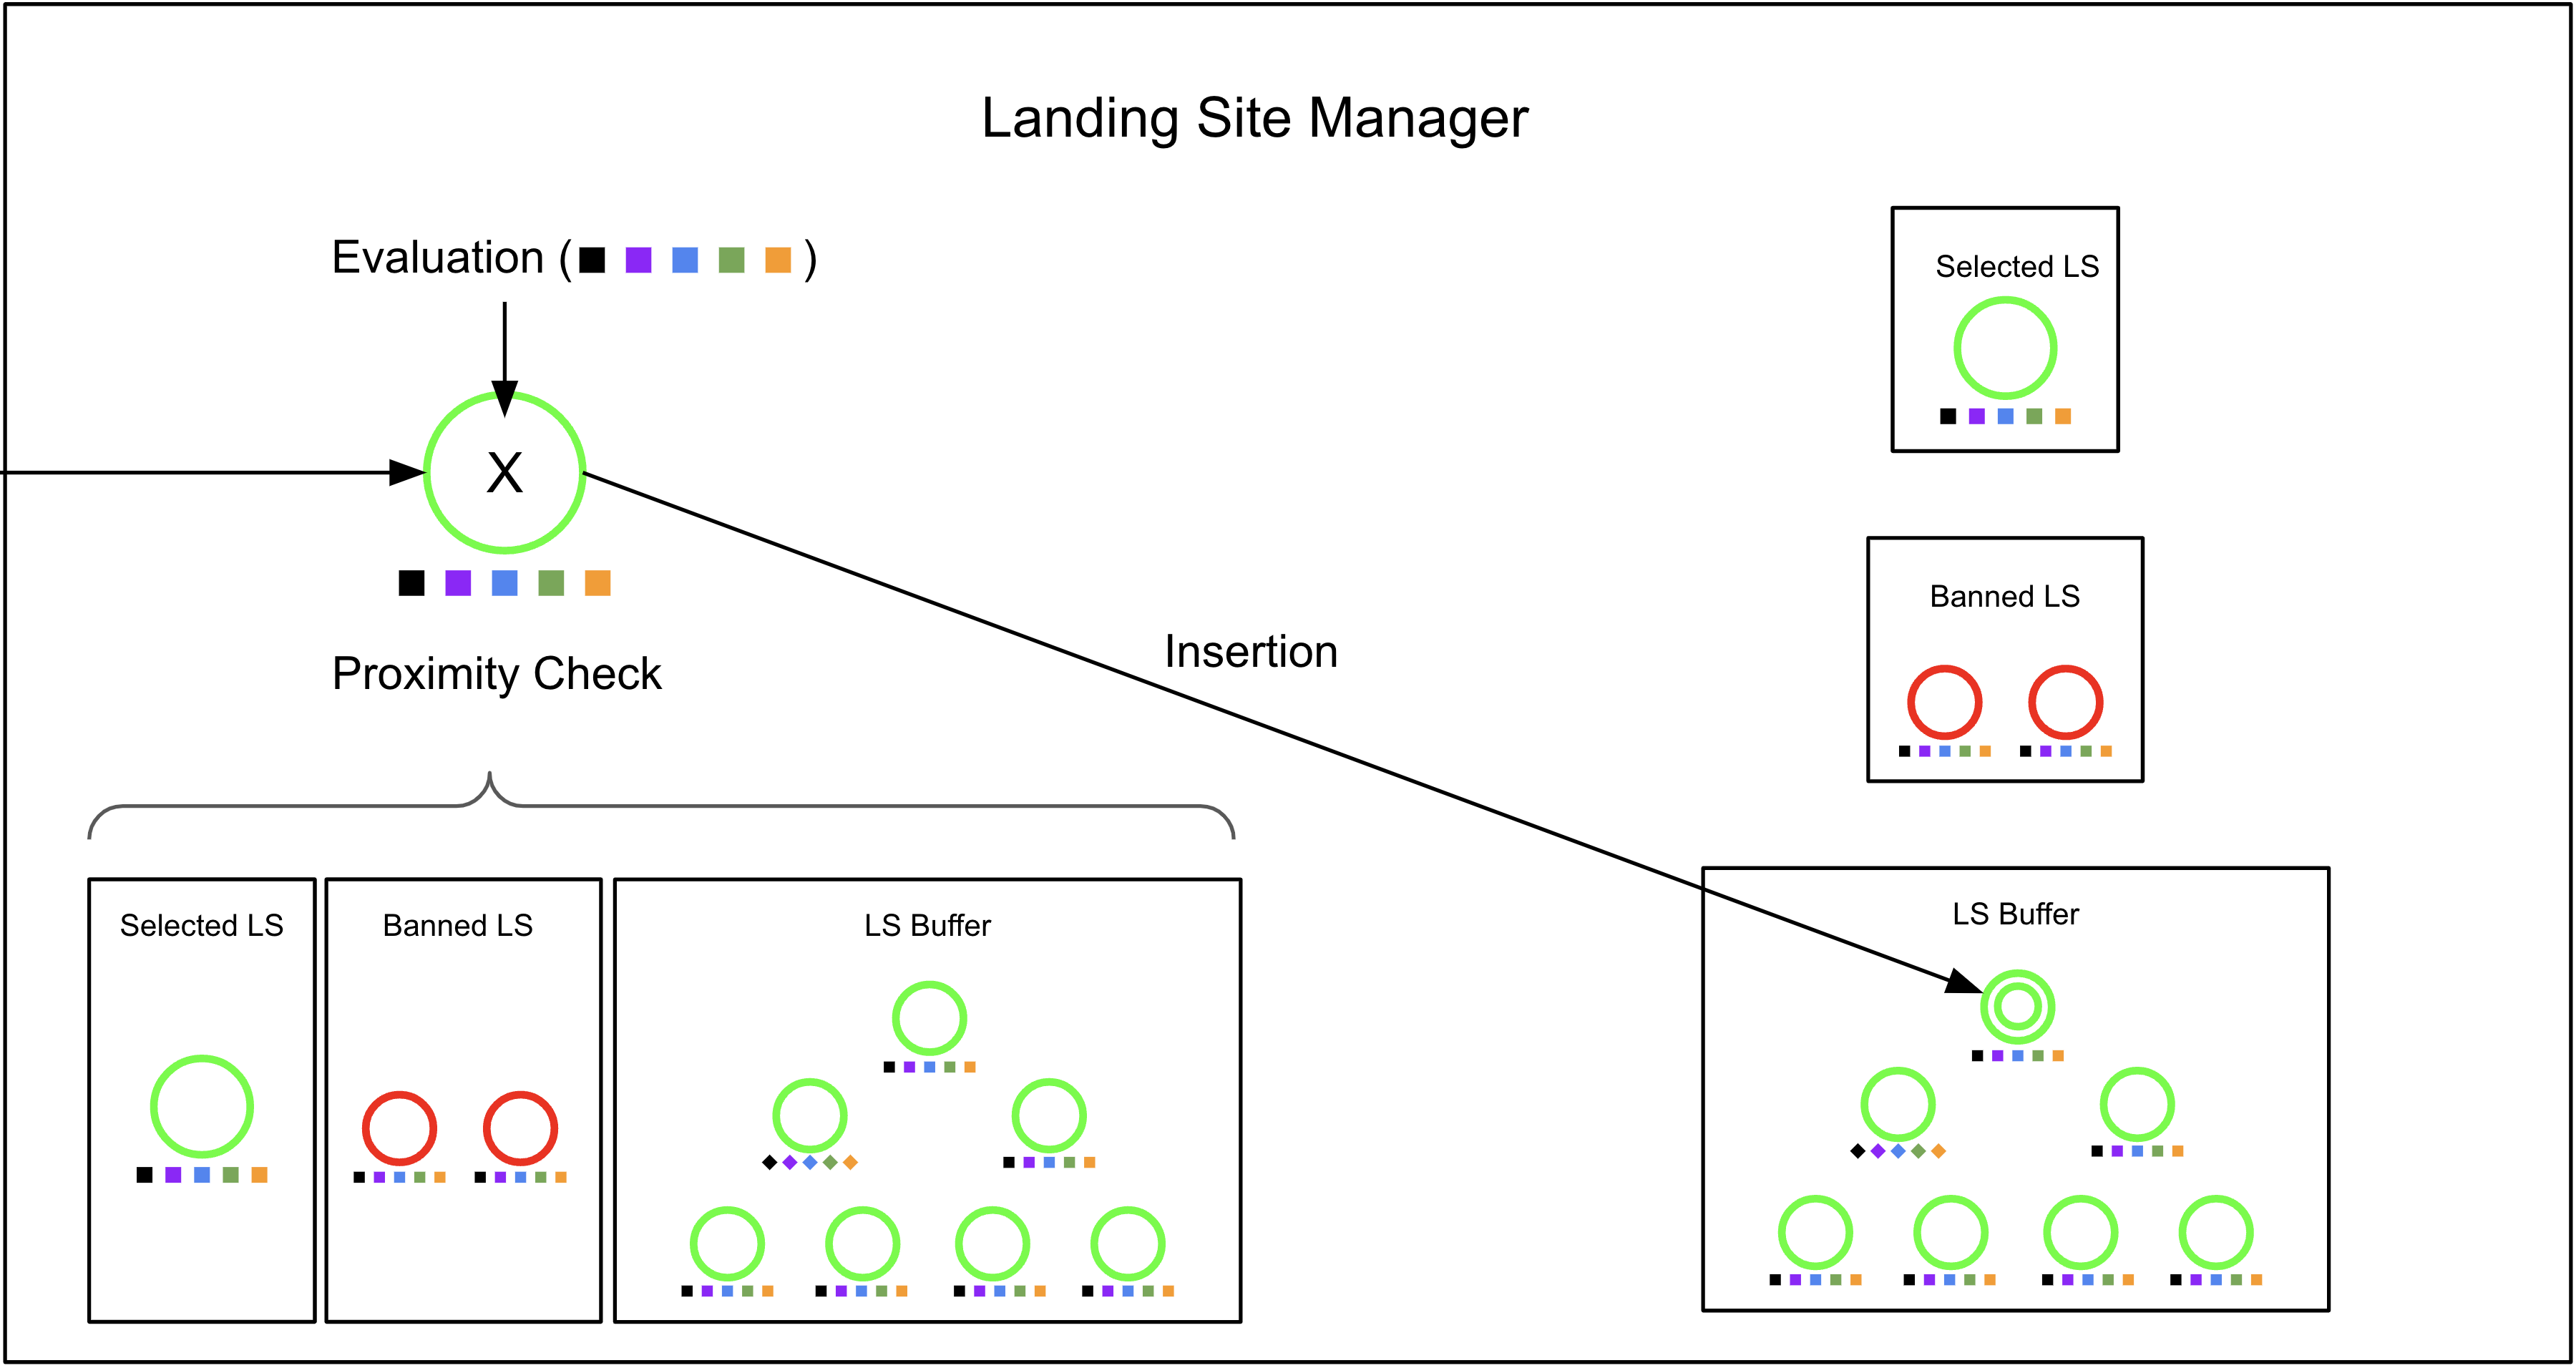 Landing Site Manager
Evaluation ( )
X
Proximity Check
Insertion
Selected LS
Banned LS
LS Buffer
Selected LS
Banned LS
LS Buffer